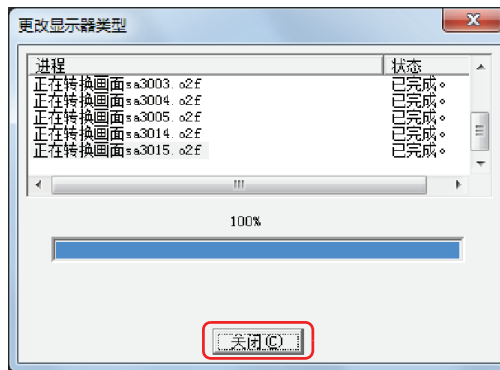 更改显示器类型
进程 状态
正在转换画面sa3003.o2f 已完成。
正在转换画面sa3004.o2f 已完成。
正在转换画面sa3005.o2f 已完成。
正在转换画面sa3014.o2f 已完成。
正在转换画面sa3015.o2f 已完成。
100%
关闭(C)